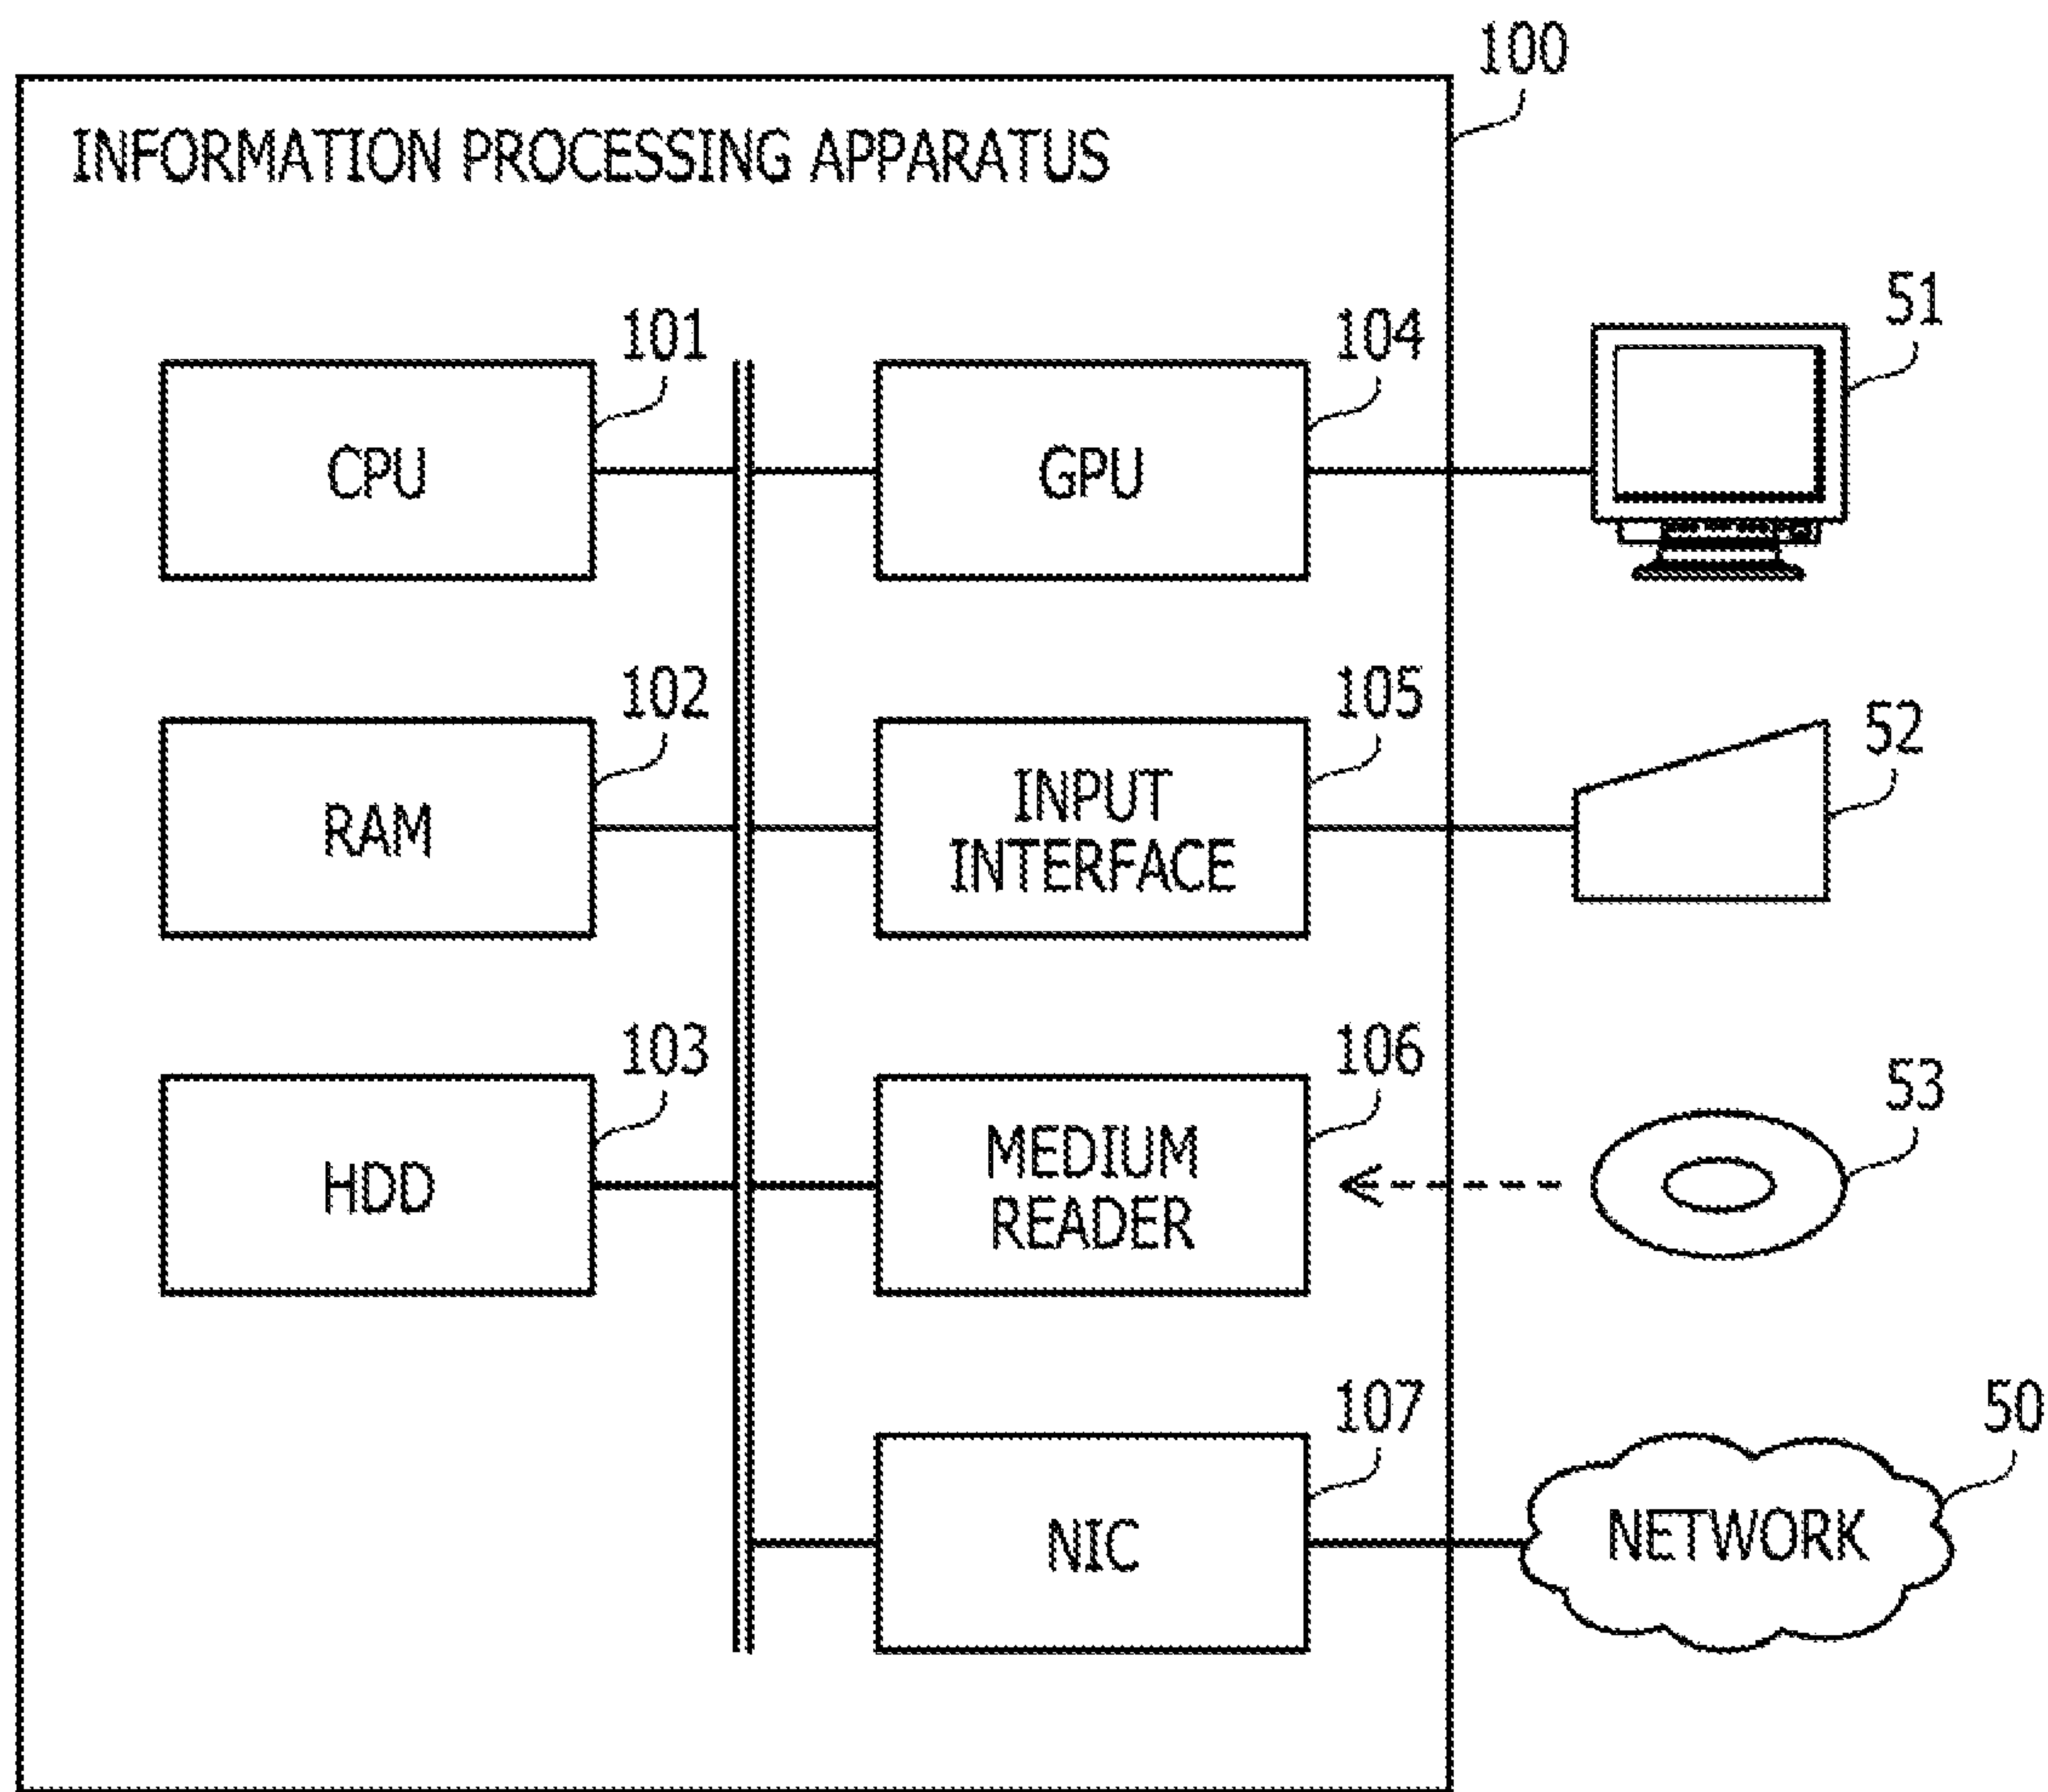 100
INFORMATION PROCESSING APPARATUS
101
CPU
104
GPU
51
102
RAM
105
INPUT
INTERFACE
52
103
HDD
106
MEDIUM
READER
53
107
NIC
50
NETWORK